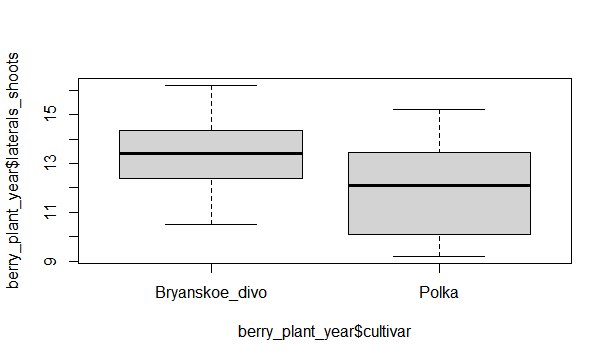 berry_plant_year$laterals_shoots
15
13
11
9
Bryanskoe_divo Polka
berry_plant_year$cultivar